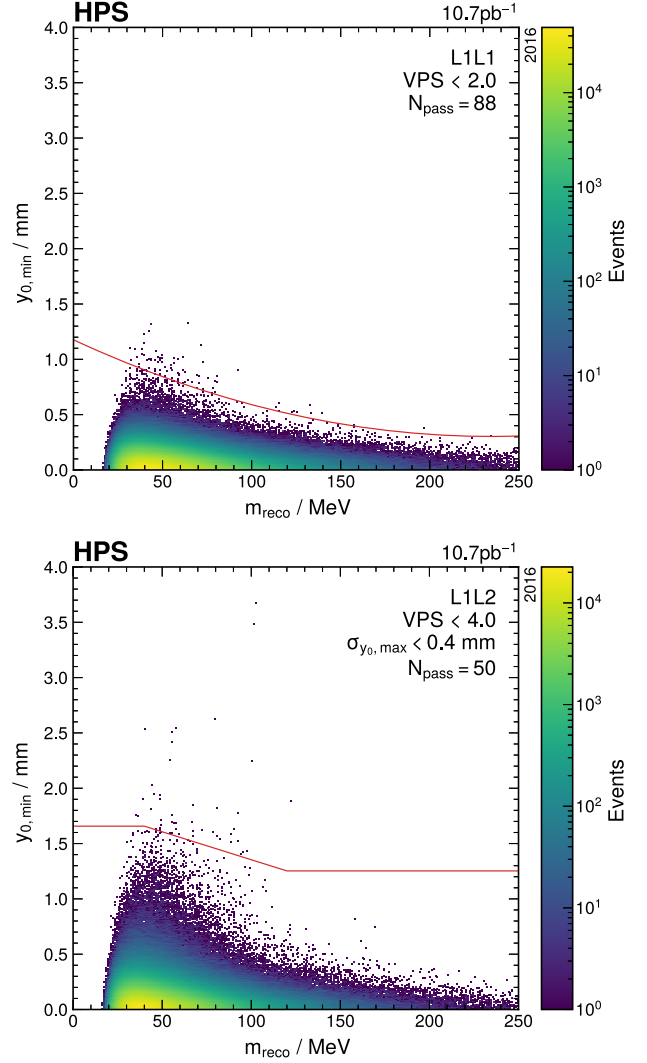 HPS 10.7pb⁻¹
2016
L1L1
VPS < 2.0
N_pass = 88
4.0
3.5
3.0
2.5
2.0
1.5
1.0
0.5
0.0
y_0,min / mm
0 50 100 150 200 250
m_reco / MeV
10⁴
10³
10²
10¹
10⁰
Events
HPS 10.7pb⁻¹
2016
L1L2
VPS < 4.0
σ_y₀,max < 0.4 mm
N_pass = 50
4.0
3.5
3.0
2.5
2.0
1.5
1.0
0.5
0.0
y_0,min / mm
0 50 100 150 200 250
m_reco / MeV
10⁴
10³
10²
10¹
10⁰
Events